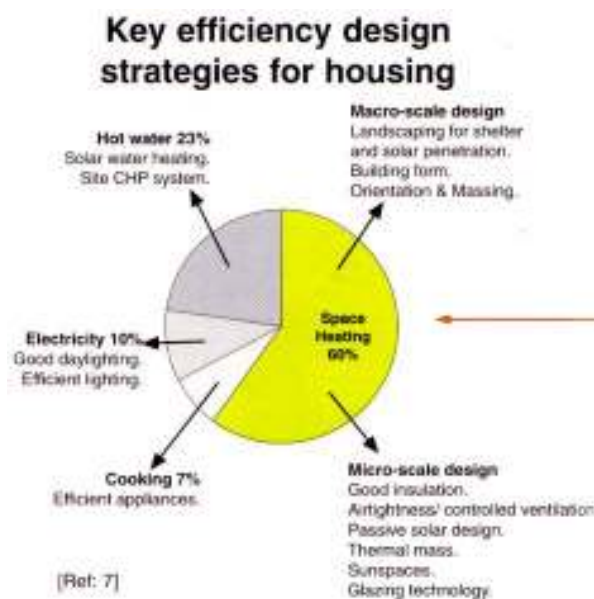 Key efficiency design
strategies for housing
Hot water 23%
Solar water heating.
Site CHP system.
Macro-scale design
Landscaping for shelter
and solar penetration.
Building form.
Orientation & Massing.
Space
Heating
60%
Electricity 10%
Good daylighting.
Efficient lighting.
Cooking 7%
Efficient appliances.
Micro-scale design
Good insulation.
Airtightness/ controlled ventilation
Passive solar design.
Thermal mass.
Sunspaces.
Glazing technology.
[Ref: 7]